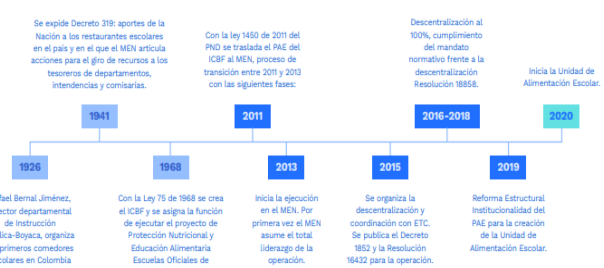 Se expide Decreto 319: aportes de la
Nación a los restaurantes escolares
en el país y en el que el MEN articula
acciones para el giro de recursos a los
tesoreros de departamentos,
intendencias y comisarías.
Con la ley 1450 de 2011 del
PND se traslada el PAE del
ICBF al MEN, proceso de
transición entre 2011 y 2013
con las siguientes fases:
Descentralización al
100%, cumplimiento
del mandato
normativo frente a la
descentralización
Resolución 18858.
Inicia la Unidad de
Alimentación Escolar.
1941
2011
2016-2018
2020
1926
1968
2013
2015
2019
Bernal Jiménez,
departamental
de Instrucción
organiza
primeros comedores
en Colombia
Con la Ley 75 de 1968 se crea
el ICBF y se asigna la función
de ejecutar el proyecto de
Protección Nutricional y
Educación Alimentaria
Escuelas Oficiales de
Inicia la ejecución
en el MEN. Por
primera vez el MEN
asume el total
liderazgo de la
operación.
Se organiza la
descentralización y
coordinación con ETC.
Se publica el Decreto
1852 y la Resolución
16432 para la operación.
Reforma Estructural
Institucionalidad del
PAE para la creación
de la Unidad de
Alimentación Escolar.